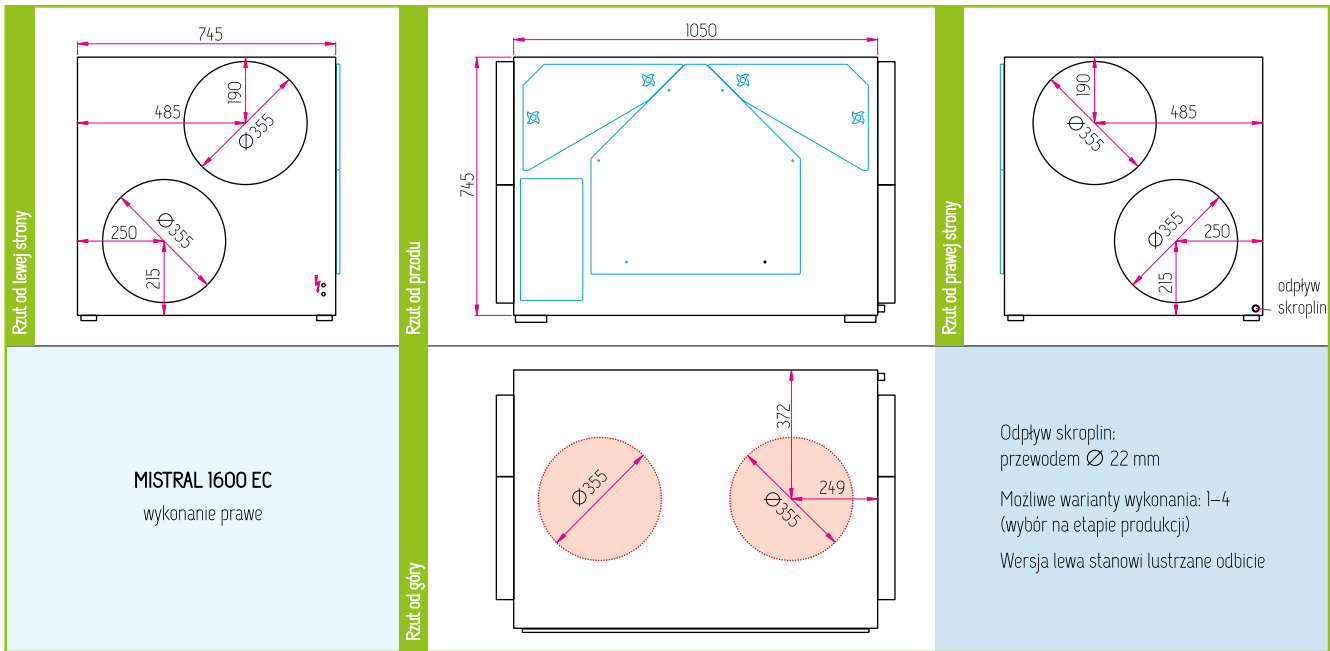 Rzut od lewej strony
745
190
485
Ø355
Ø355
250
215
Rzut od przodu
1050
745
Rzut od prawej strony
190
485
Ø355
Ø355
250
215
odpływ
skroplin
MISTRAL 1600 EC
wykonanie prawe
Rzut od góry
372
249
Ø355
Ø355
Odpływ skroplin:
przewodem Ø 22 mm
Możliwe warianty wykonania: 1–4
(wybór na etapie produkcji)
Wersja lewa stanowi lustrzane odbicie